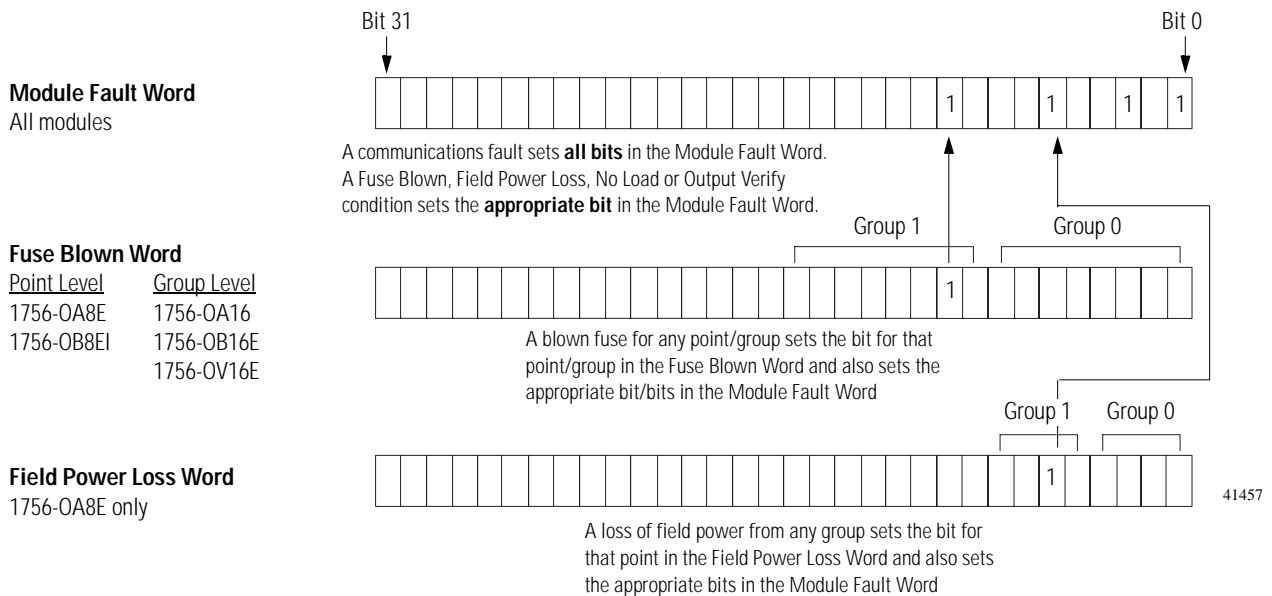 Bit 31
Bit 0
Module Fault Word
All modules
1 1 1 1
A communications fault sets all bits in the Module Fault Word.
A Fuse Blown, Field Power Loss, No Load or Output Verify
condition sets the appropriate bit in the Module Fault Word.
Group 1
Group 0
Fuse Blown Word
Point Level Group Level
1756-OA8E 1756-OA16
1756-OB8EI 1756-OB16E
1756-OV16E
1
A blown fuse for any point/group sets the bit for that
point/group in the Fuse Blown Word and also sets the
appropriate bit/bits in the Module Fault Word
Group 1
Group 0
Field Power Loss Word
1756-OA8E only
1
41457
A loss of field power from any group sets the bit for
that point in the Field Power Loss Word and also sets
the appropriate bits in the Module Fault Word